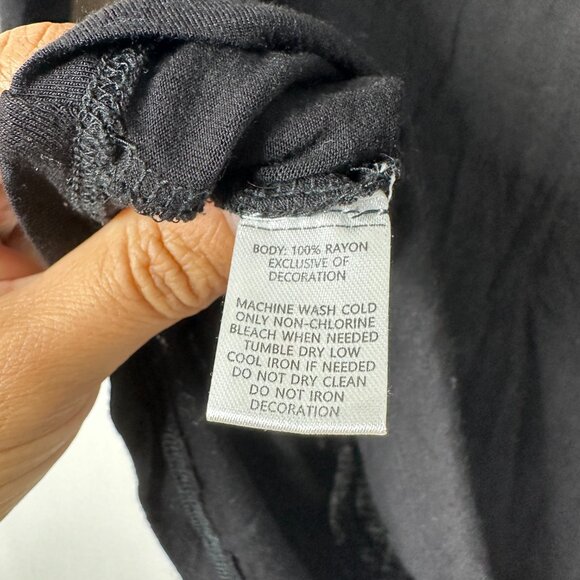 BODY: 100% RAYON
EXCLUSIVE OF
DECORATION
MACHINE WASH COLD
ONLY NON-CHLORINE
BLEACH WHEN NEEDED
TUMBLE DRY LOW
COOL IRON IF NEEDED
DO NOT DRY CLEAN
DO NOT IRON
DECORATION